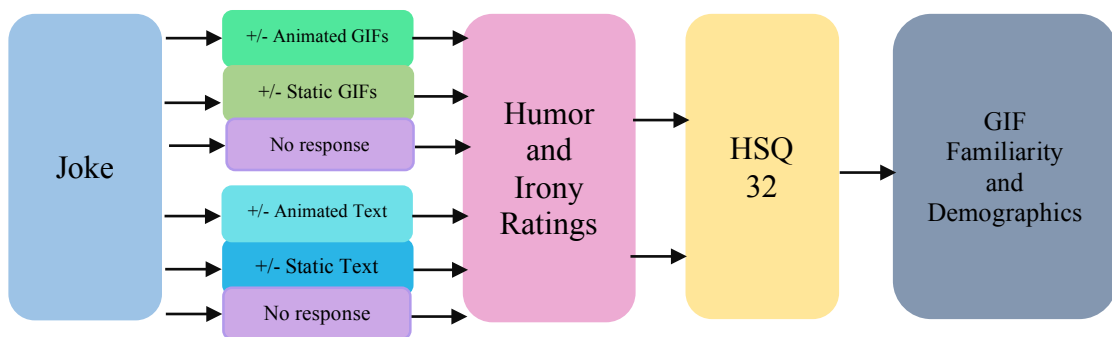 Joke
+/- Animated GIFs
+/- Static GIFs
No response
+/- Animated Text
+/- Static Text
No response
Humor
and
Irony
Ratings
HSQ
32
GIF
Familiarity
and
Demographics